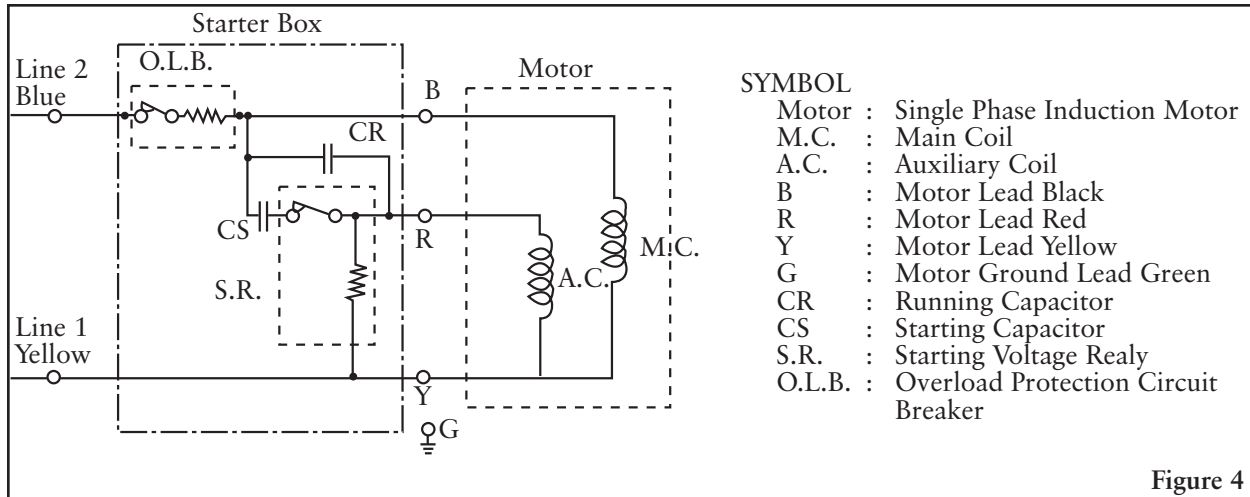 Starter Box
O.L.B.
Line 2
Blue
B
Motor
CR
CS
R
M.C.
A.C.
S.R.
Line 1
Yellow
Y
G
SYMBOL
Motor : Single Phase Induction Motor
M.C. : Main Coil
A.C. : Auxiliary Coil
B : Motor Lead Black
R : Motor Lead Red
Y : Motor Lead Yellow
G : Motor Ground Lead Green
CR : Running Capacitor
CS : Starting Capacitor
S.R. : Starting Voltage Realy
O.L.B. : Overload Protection Circuit
Breaker
Figure 4